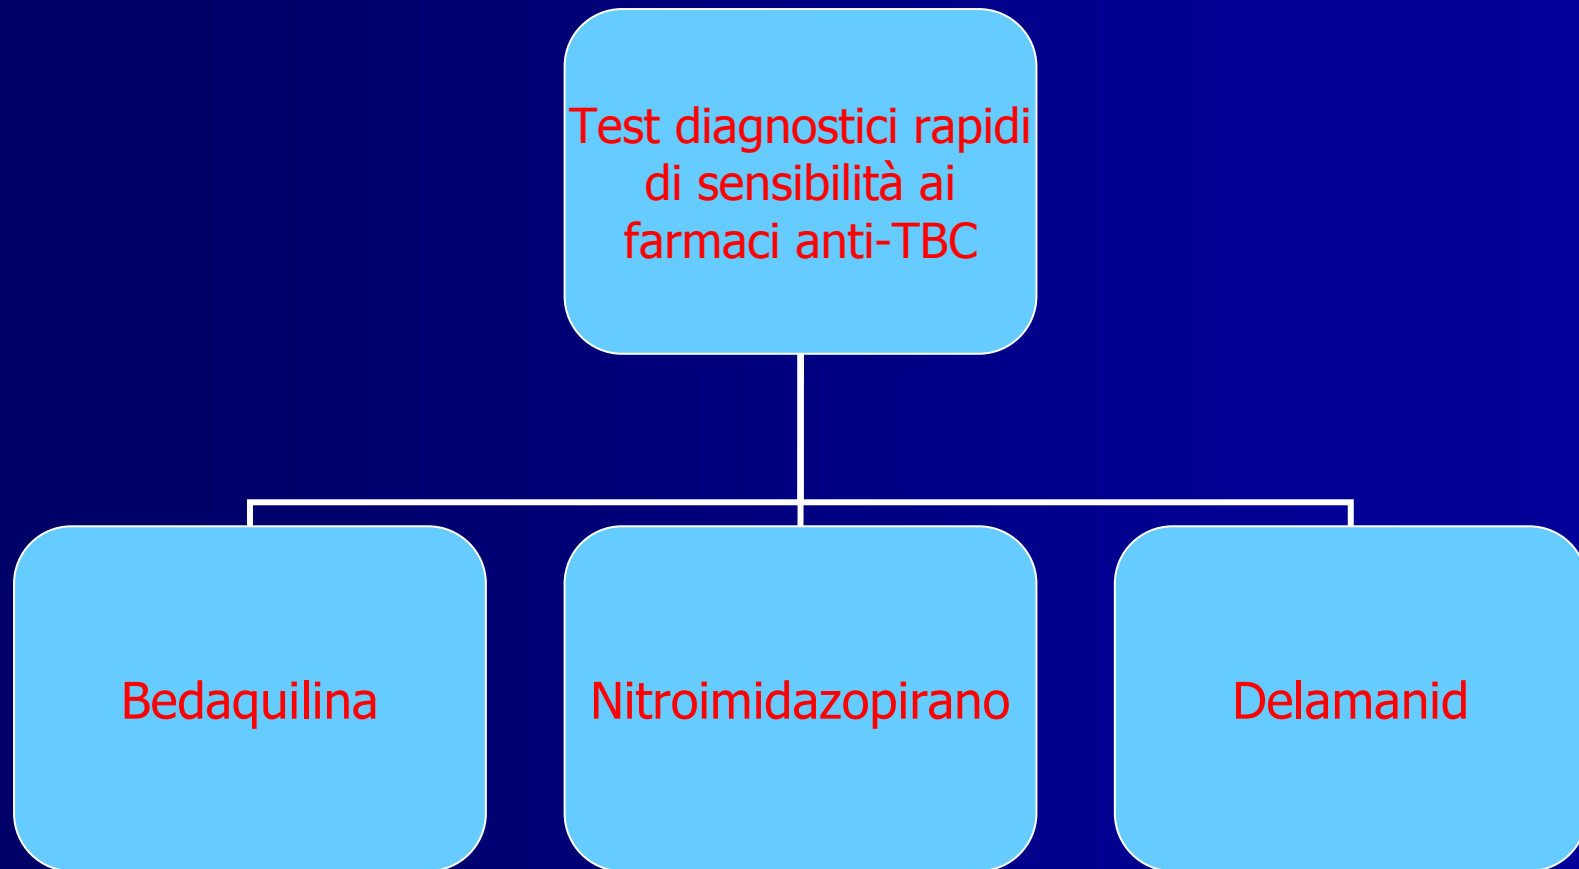 Test diagnostici rapidi
di sensibilità ai
farmaci anti-TBC
Bedaquilina
Nitroimidazopirano
Delamanid